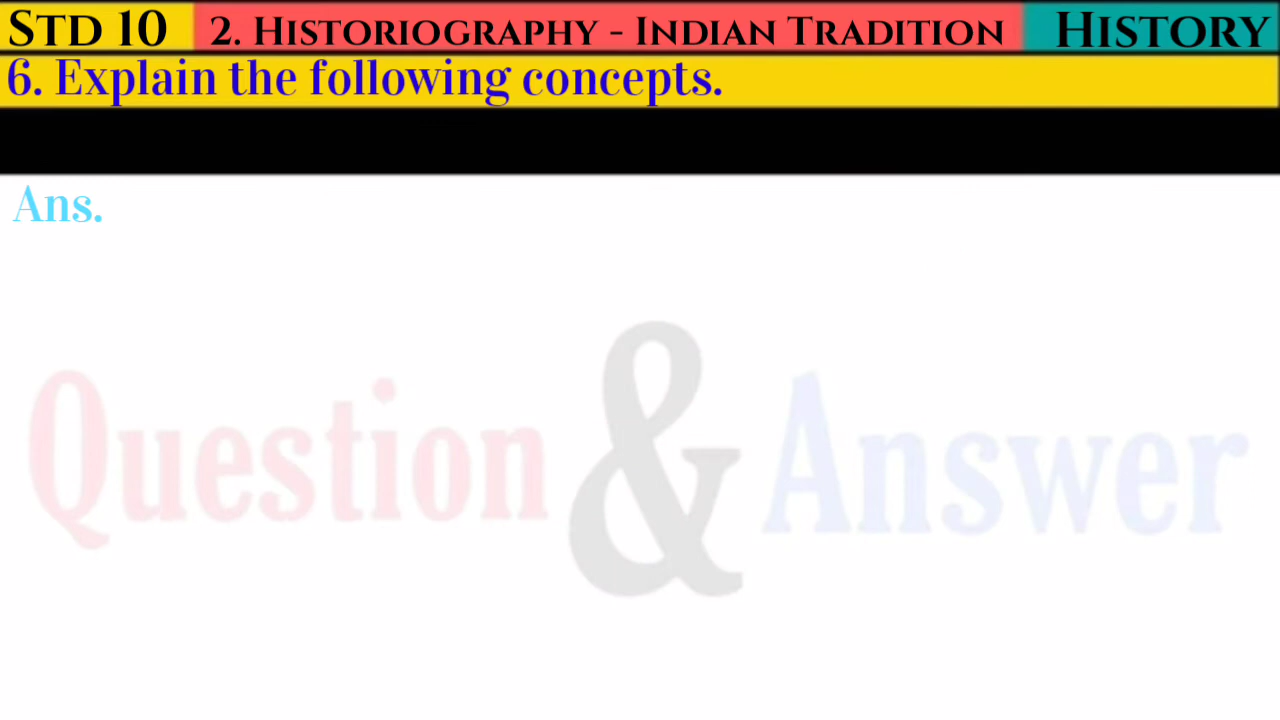 Std 10 2. Historiography - Indian Tradition History
6. Explain the following concepts.
Ans.
Question & Answer